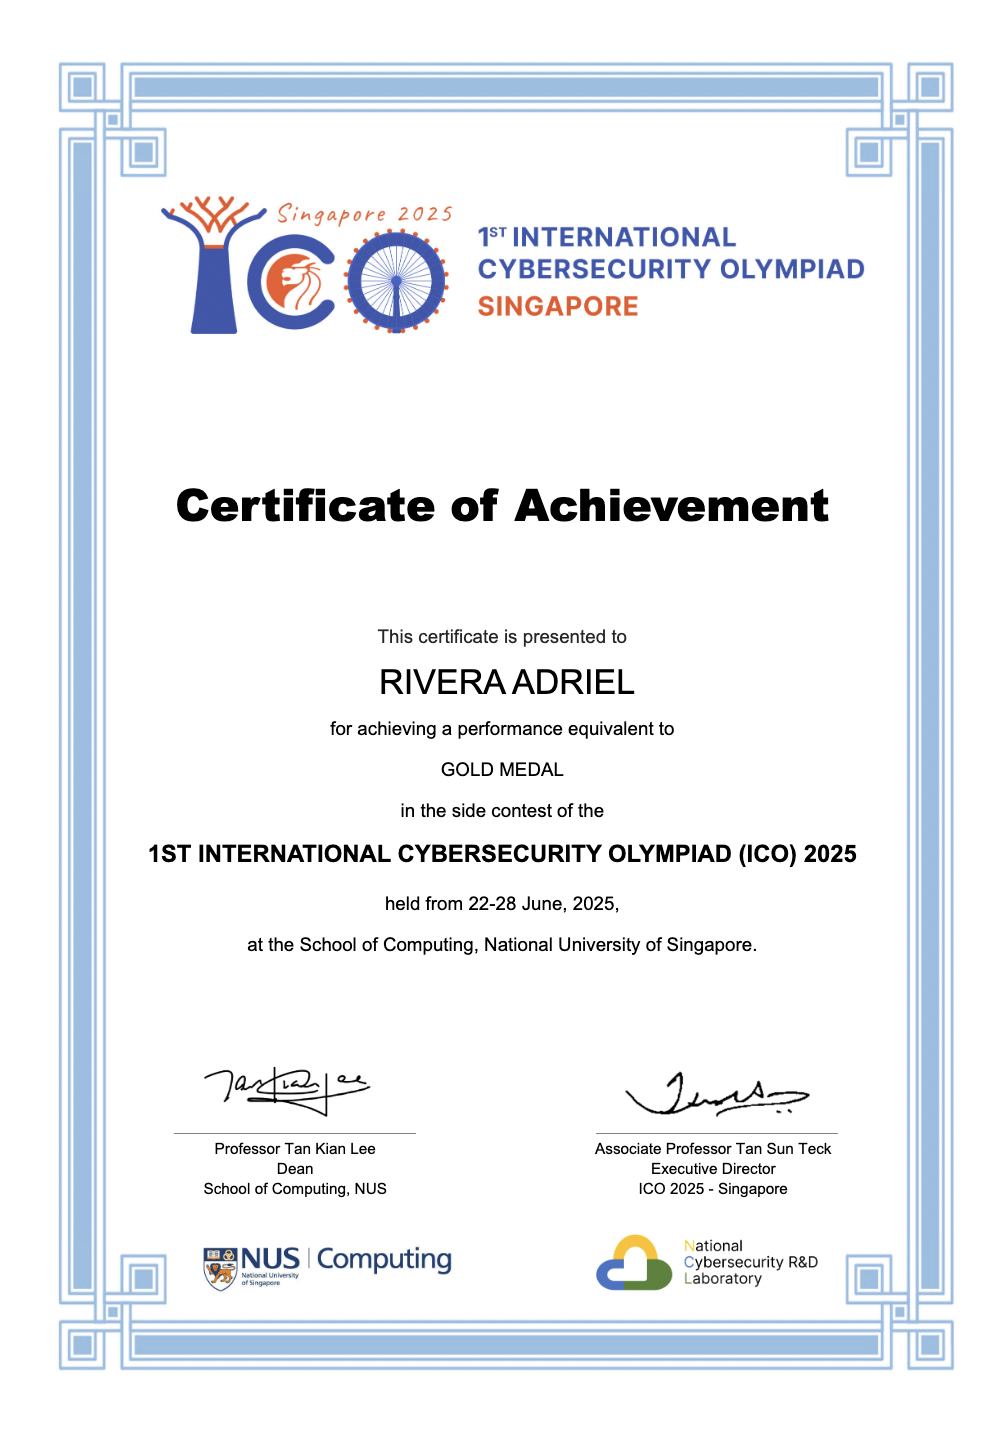 Singapore 2025
1ST INTERNATIONAL
CYBERSECURITY OLYMPIAD
SINGAPORE
Certificate of Achievement
This certificate is presented to
RIVERA ADRIEL
for achieving a performance equivalent to
GOLD MEDAL
in the side contest of the
1ST INTERNATIONAL CYBERSECURITY OLYMPIAD (ICO) 2025
held from 22-28 June, 2025,
at the School of Computing, National University of Singapore.
Professor Tan Kian Lee
Dean
School of Computing, NUS
Associate Professor Tan Sun Teck
Executive Director
ICO 2025 - Singapore
NUS | Computing
National University
of Singapore
National
Cybersecurity R&D
Laboratory